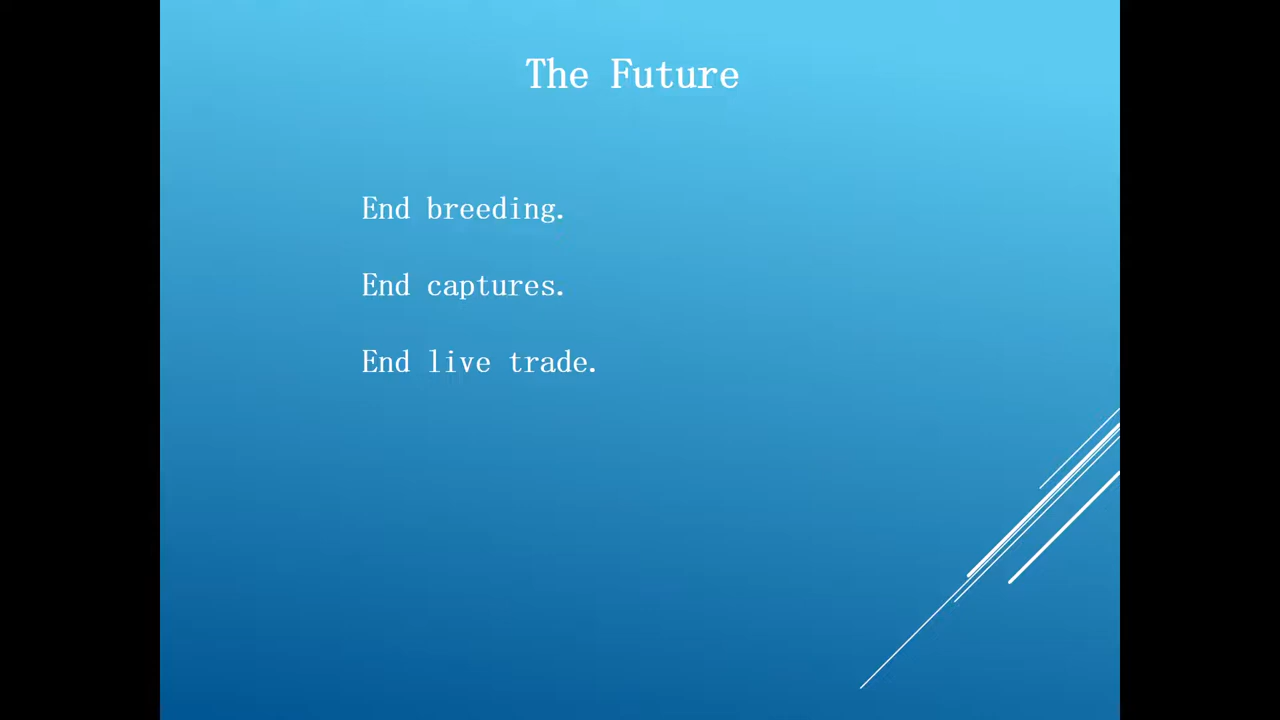 The Future
End breeding.
End captures.
End live trade.